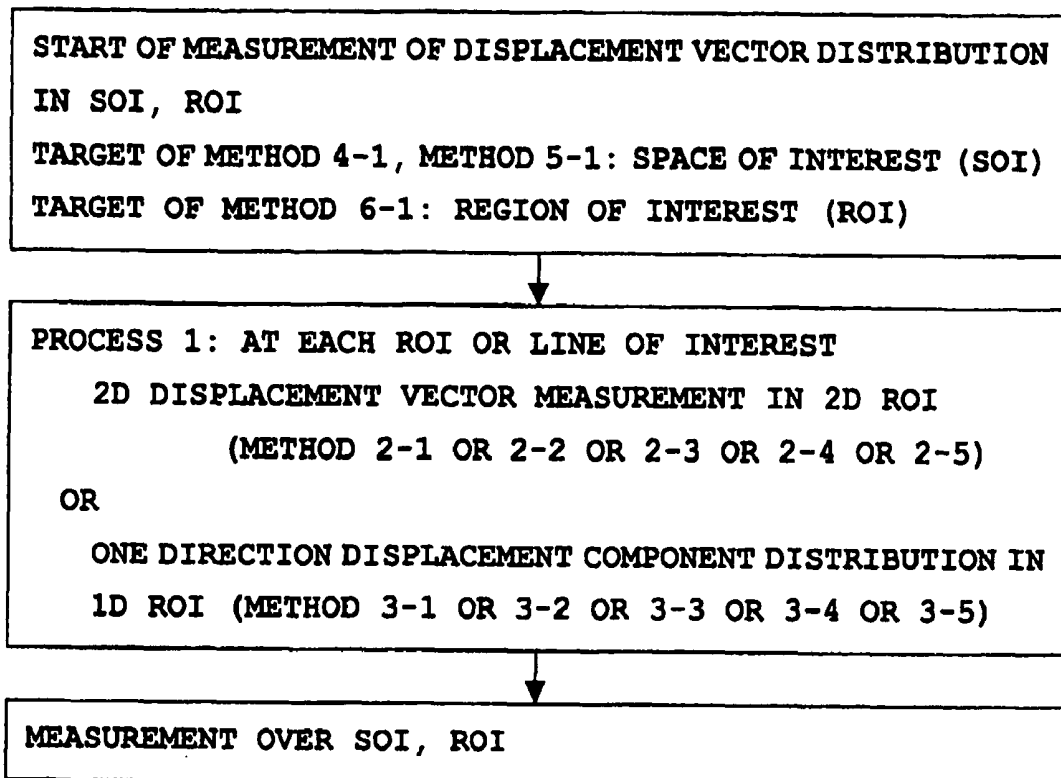 START OF MEASUREMENT OF DISPLACEMENT VECTOR DISTRIBUTION
IN SOI, ROI
TARGET OF METHOD 4-1, METHOD 5-1: SPACE OF INTEREST (SOI)
TARGET OF METHOD 6-1: REGION OF INTEREST (ROI)
PROCESS 1: AT EACH ROI OR LINE OF INTEREST
2D DISPLACEMENT VECTOR MEASUREMENT IN 2D ROI
(METHOD 2-1 OR 2-2 OR 2-3 OR 2-4 OR 2-5)
OR
ONE DIRECTION DISPLACEMENT COMPONENT DISTRIBUTION IN
1D ROI (METHOD 3-1 OR 3-2 OR 3-3 OR 3-4 OR 3-5)
MEASUREMENT OVER SOI, ROI